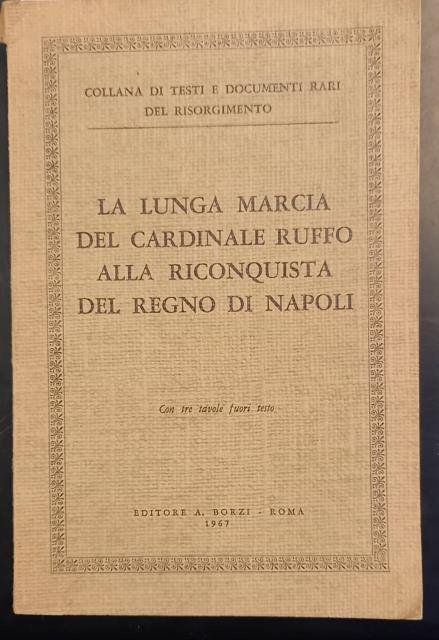 COLLANA DI TESTI E DOCUMENTI RARI
DEL RISORGIMENTO
LA LUNGA MARCIA
DEL CARDINALE RUFFO
ALLA RICONQUISTA
DEL REGNO DI NAPOLI
Con tre tavole fuori testo
EDITORE A. BORZI - ROMA
1967